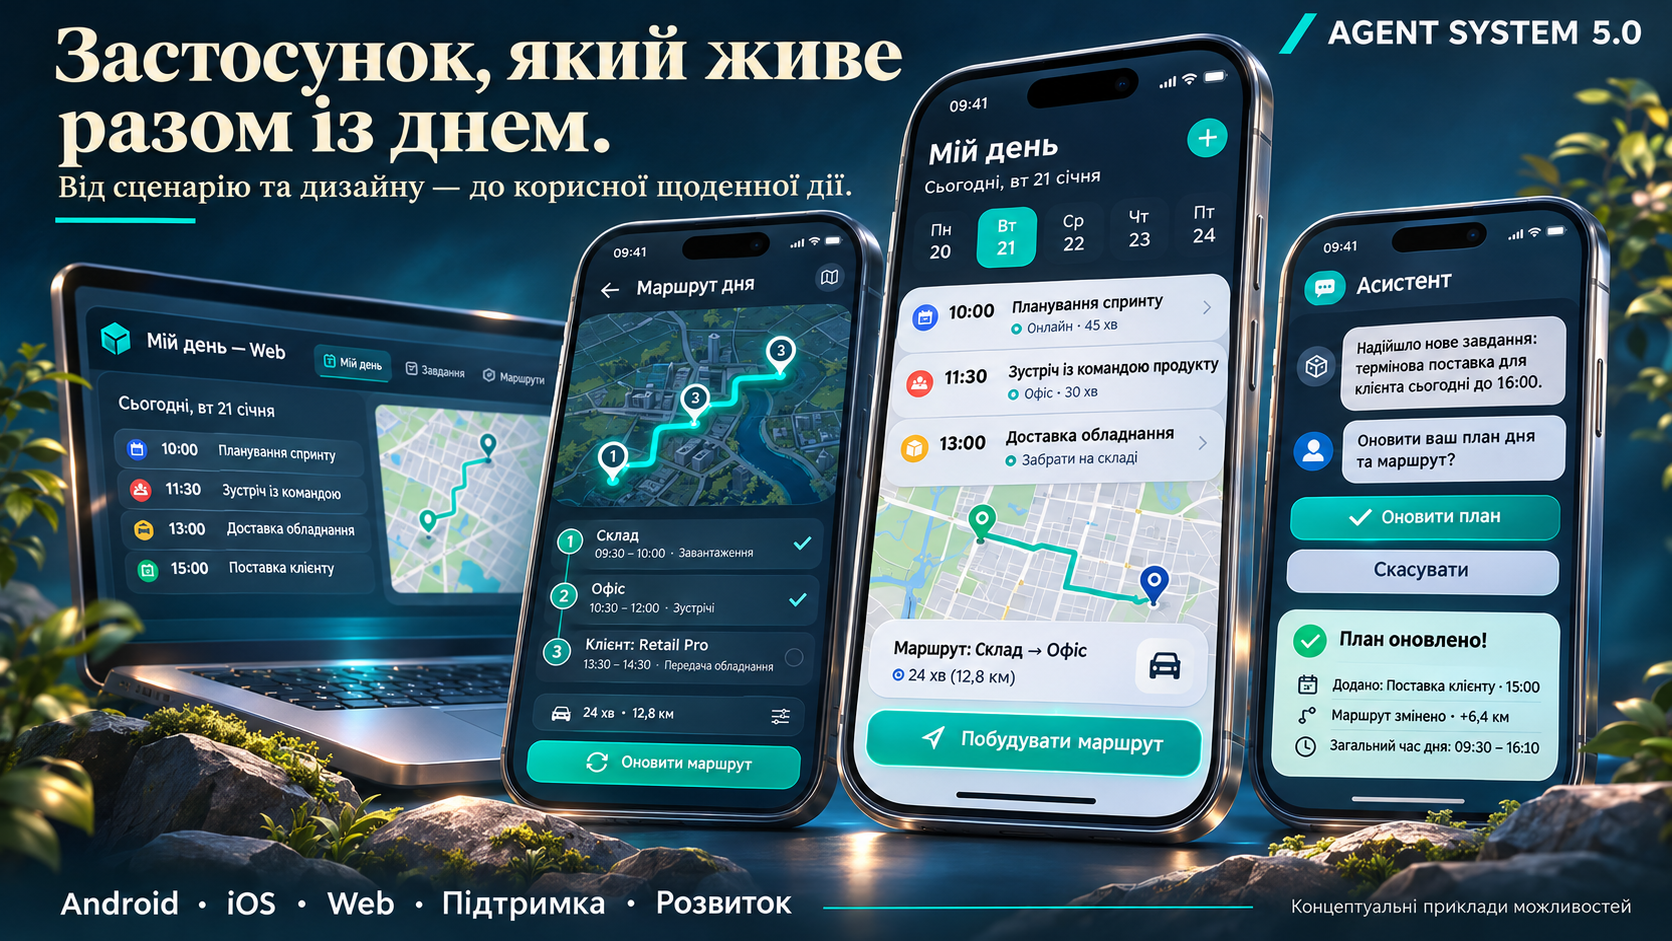 Застосунок, який живе
разом із днем.
Від сценарію та дизайну — до корисної щоденної дії.
AGENT SYSTEM 5.0
Мій день — Web
Мій день
Завдання
Маршрути
Сьогодні, вт 21 січня
10:00 Планування спринту
11:30 Зустріч із командою
13:00 Доставка обладнання
15:00 Поставка клієнту
09:41
Маршрут дня
3
3
1
1 Склад
09:30 – 10:00 · Завантаження
2 Офіс
10:30 – 12:00 · Зустрічі
3 Клієнт: Retail Pro
13:30 – 14:30 · Передача обладнання
24 хв • 12,8 км
Оновити маршрут
09:41
Мій день
Сьогодні, вт 21 січня
Пн Вт Ср Чт Пт
20 21 22 23 24
10:00 Планування спринту
Онлайн · 45 хв
11:30 Зустріч із командою продукту
Офіс · 30 хв
13:00 Доставка обладнання
Забрати на складі
Маршрут: Склад → Офіс
24 хв (12,8 км)
Побудувати маршрут
09:41
Асистент
Надійшло нове завдання:
термінова поставка для
клієнта сьогодні до 16:00.
Оновити ваш план дня
та маршрут?
Оновити план
Скасувати
План оновлено!
Додано: Поставка клієнту · 15:00
Маршрут змінено · +6,4 км
Загальний час дня: 09:30 – 16:10
Android · iOS · Web · Підтримка · Розвиток
Концептуальні приклади можливостей